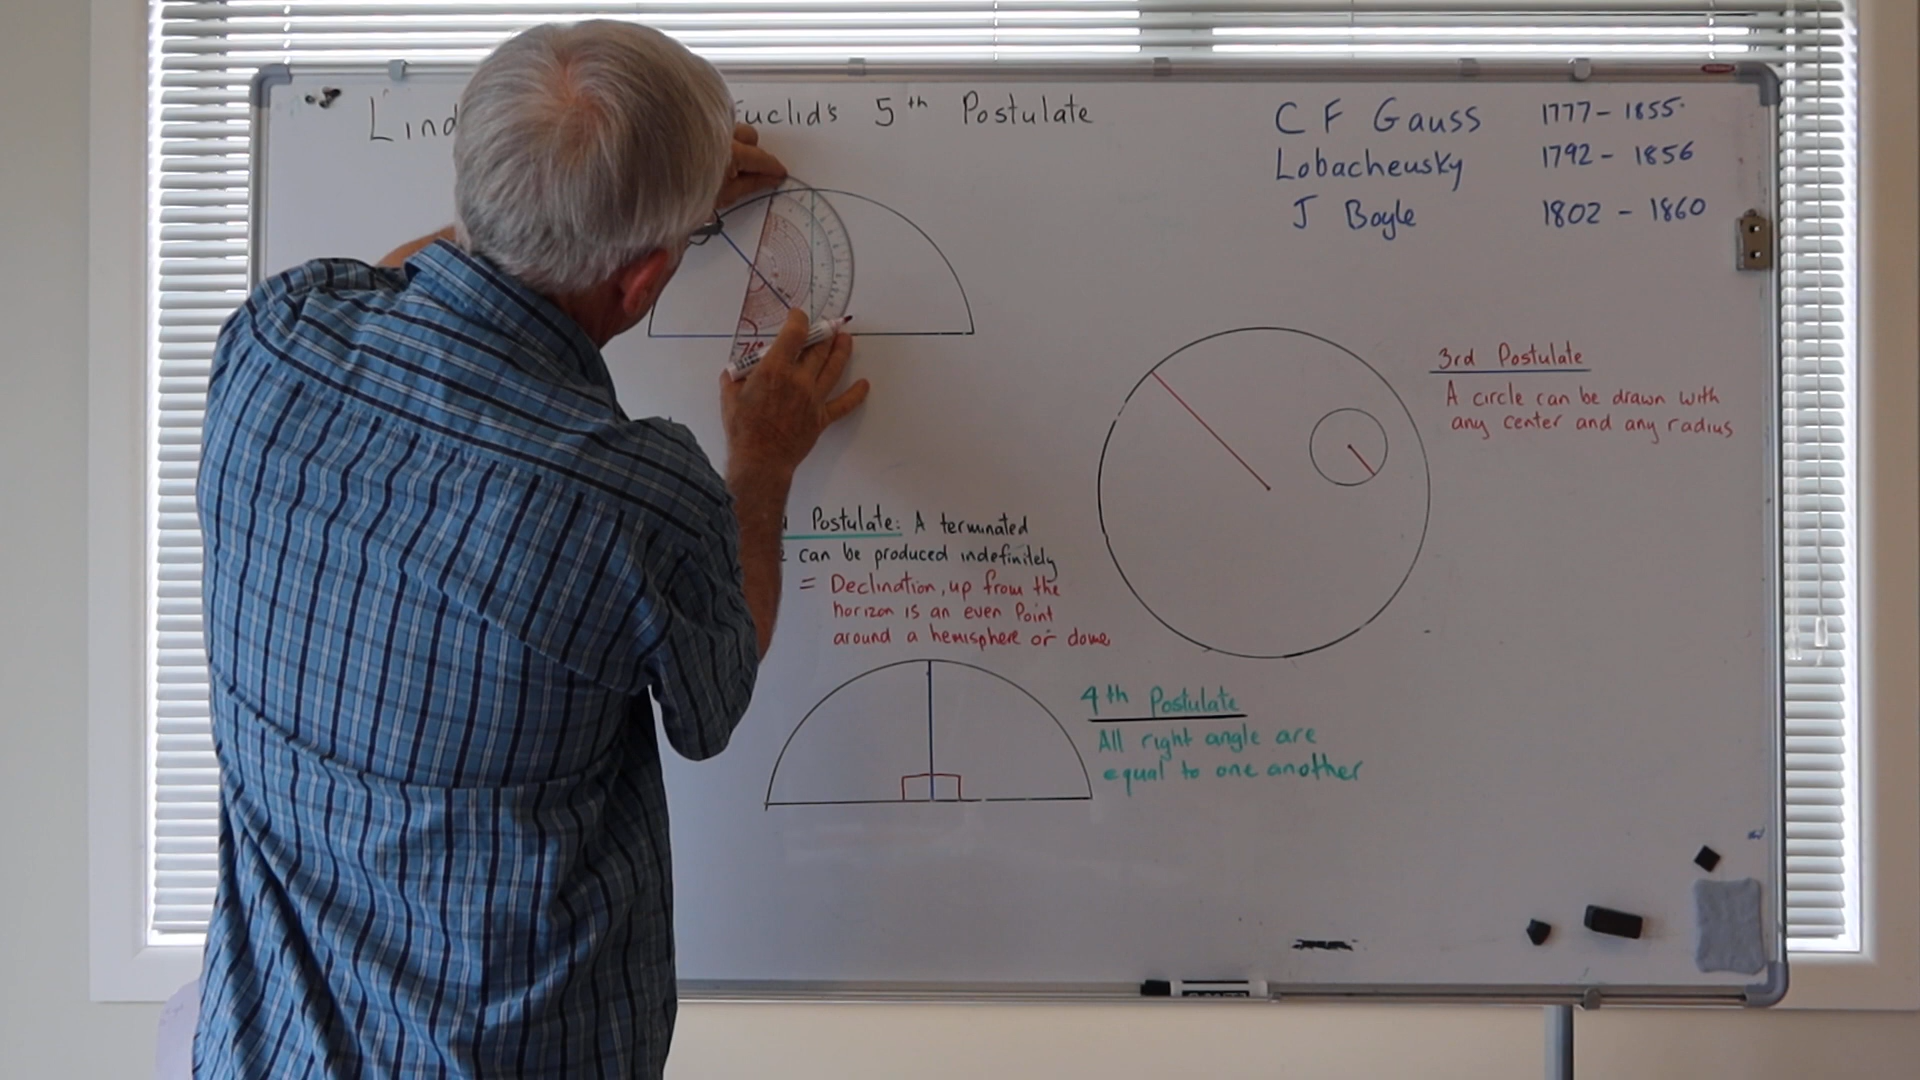 Lind Euclid's 5th Postulate
C F Gauss 1777 - 1855
Lobacheusky 1792 - 1856
J Boyle 1802 - 1860
3rd Postulate
A circle can be drawn with
any center and any radius
Postulate: A terminated
can be produced indefinitely
= Declination, up from the
horizon is an even Point
around a hemisphere or dome
4th Postulate
All right angle are
equal to one another